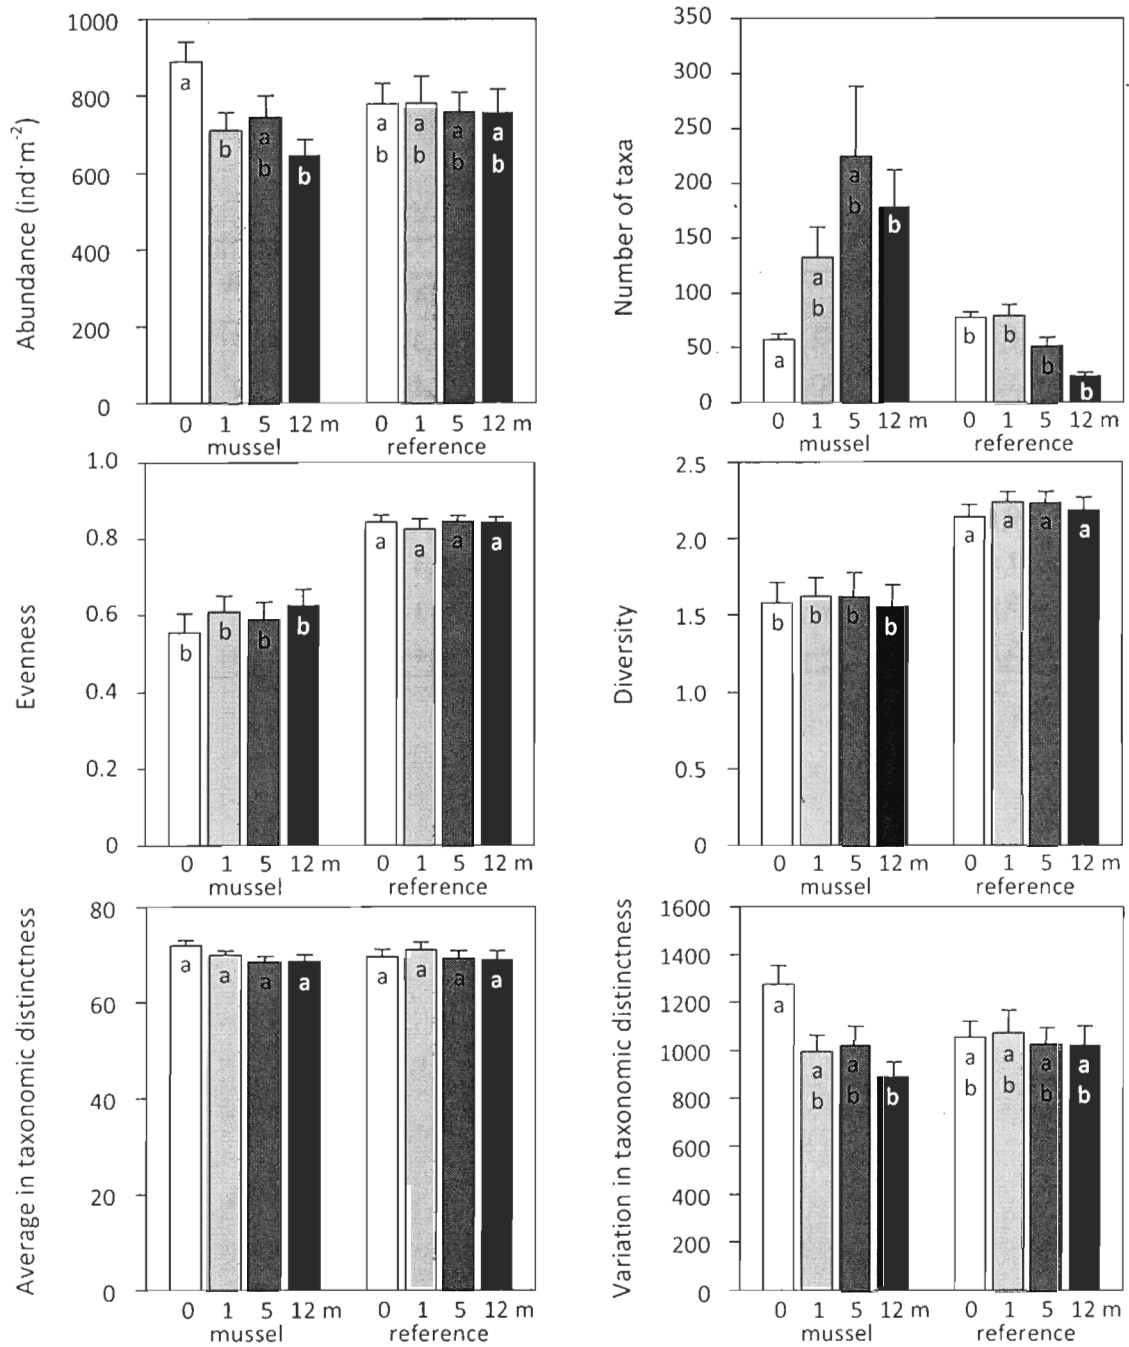 Abundance (ind·m⁻²)
1000
800
600
400
200
0
a
b
a
b
b
a
b
a
b
a
b
a
b
0 1 5 12 m 0 1 5 12 m
mussel reference
Number of taxa
350
300
250
200
150
100
50
0
a
a
b
a
b
b
b
b
b
b
0 1 5 12 m 0 1 5 12 m
mussel reference
Evenness
1.0
0.8
0.6
0.4
0.2
0
b b b b a a a a
0 1 5 12 m 0 1 5 12 m
mussel reference
Diversity
2.5
2.0
1.5
1.0
0.5
0
b b b b a a a a
0 1 5 12 m 0 1 5 12 m
mussel reference
Average in taxonomic distinctness
80
60
40
20
0
a a a a a a a a
0 1 5 12 m 0 1 5 12 m
mussel reference
Variation in taxonomic distinctness
1600
1400
1200
1000
800
600
400
200
0
a
a
b
a
b
b
a
b
a
b
a
b
a
b
0 1 5 12 m 0 1 5 12 m
mussel reference